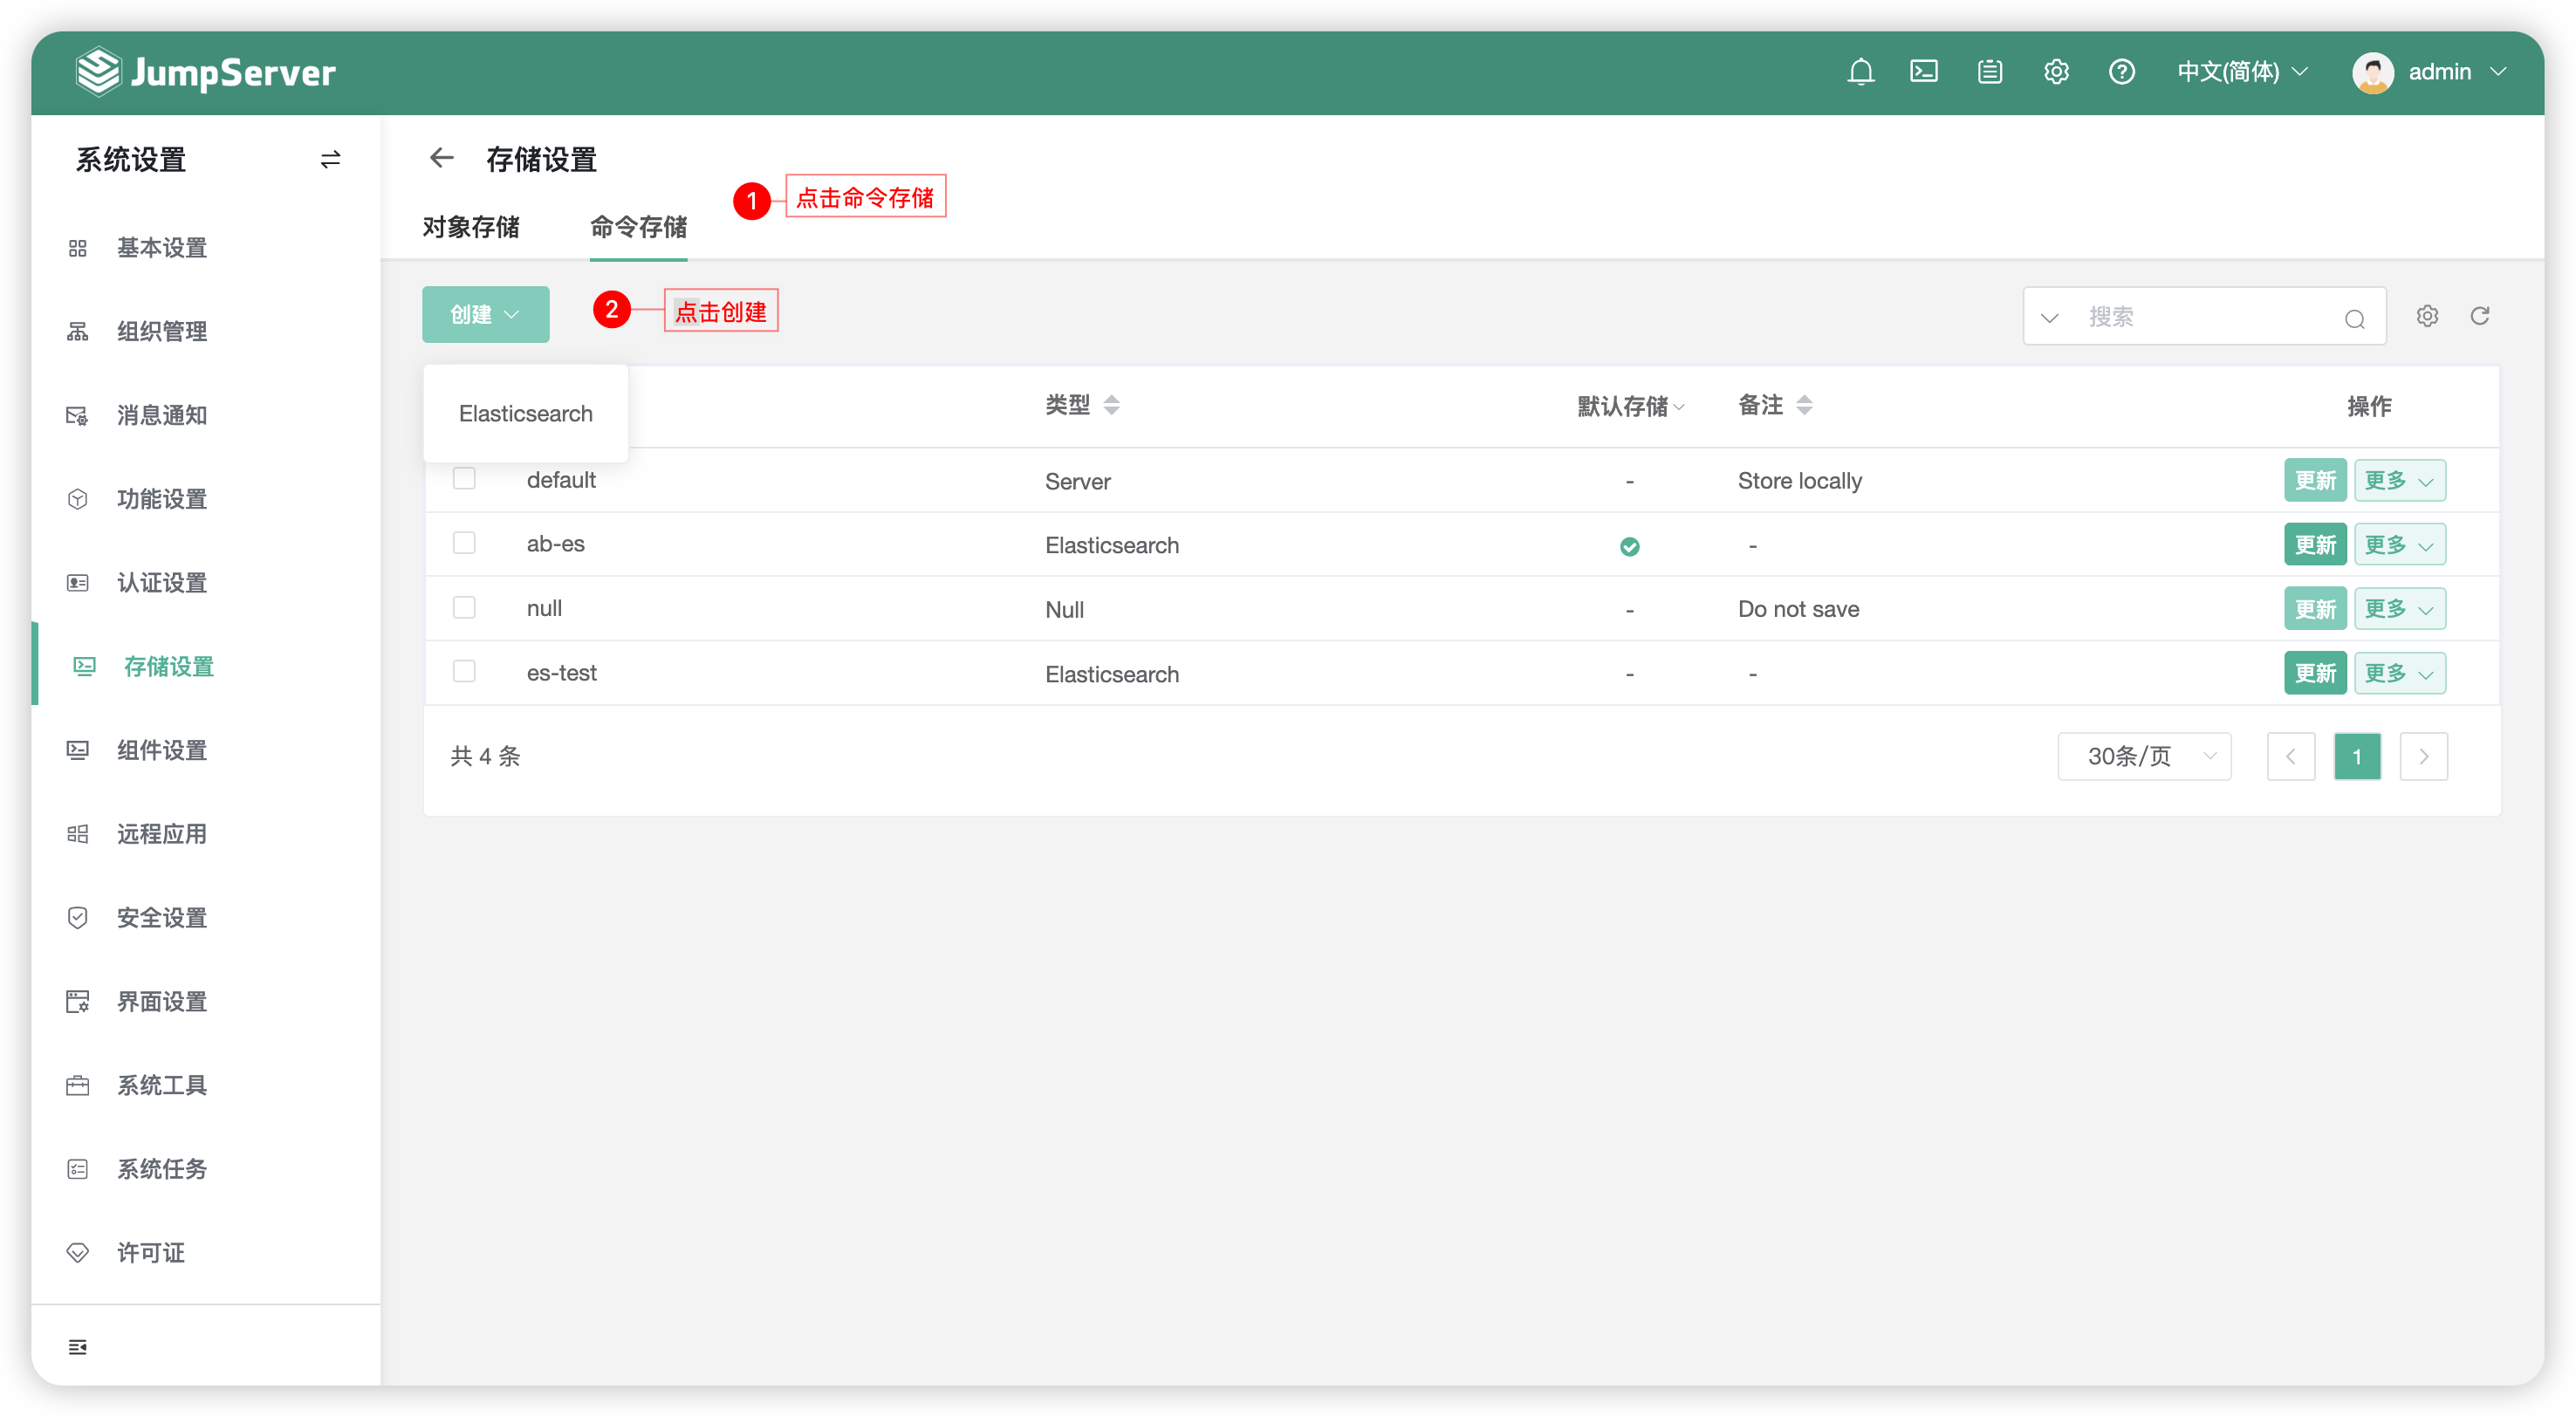 JumpServer
中文(简体)
admin
系统设置
基本设置
组织管理
消息通知
功能设置
认证设置
存储设置
组件设置
远程应用
安全设置
界面设置
系统工具
系统任务
许可证
存储设置
1 点击命令存储
对象存储 命令存储
创建
2 点击创建
搜索
Elasticsearch
类型 默认存储 备注 操作
default Server - Store locally 更新 更多
ab-es Elasticsearch - 更新 更多
null Null - Do not save 更新 更多
es-test Elasticsearch - - 更新 更多
共 4 条
30条/页
1